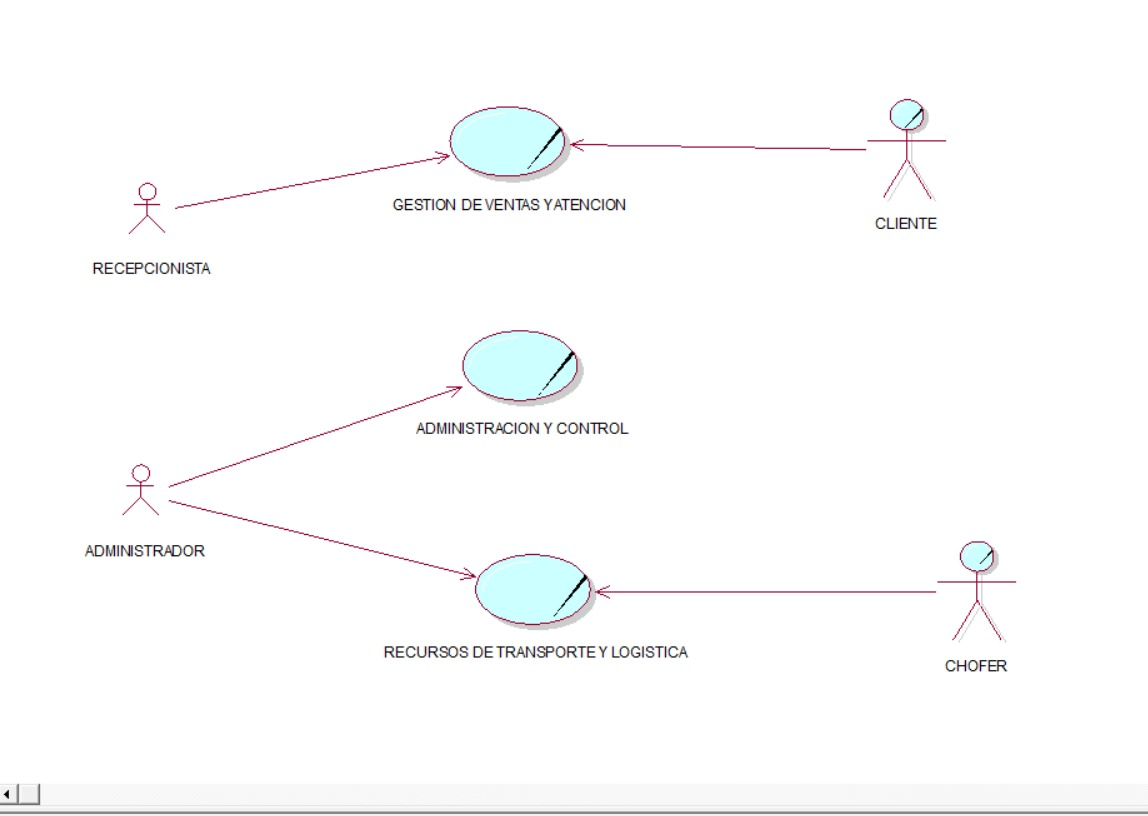 GESTION DE VENTAS YATENCION
CLIENTE
RECEPCIONISTA
ADMINISTRACION Y CONTROL
ADMINISTRADOR
RECURSOS DE TRANSPORTE Y LOGISTICA
CHOFER